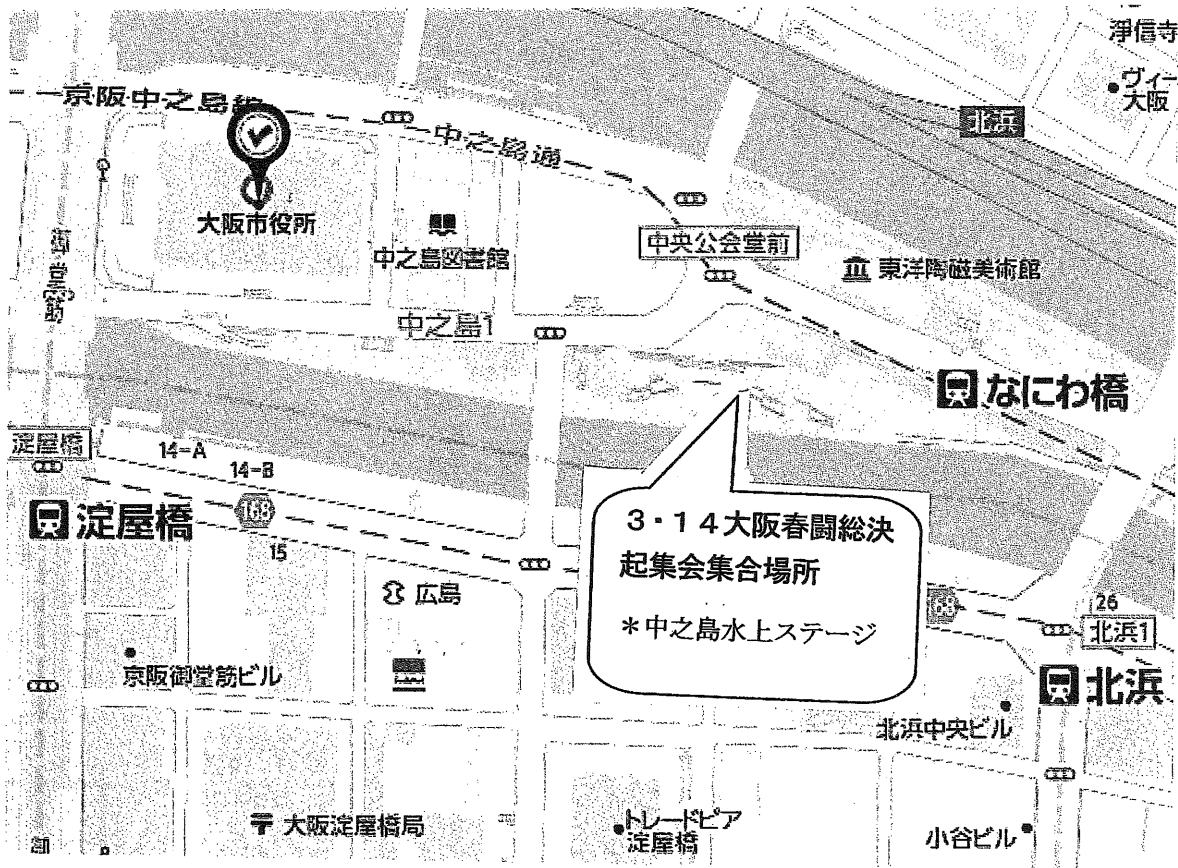 浄信寺
ヴィー
大阪
北浜
京阪中之島線
中之島通
大阪市役所
中之島図書館
中央公会堂前
東洋陶磁美術館
御堂筋
中之島1
なにわ橋
淀屋橋
14-A
14-B
淀屋橋
168
15
3・14大阪春闘総決
起集会集合場所
*中之島水上ステージ
広島
68
26
北浜1
北浜
京阪御堂筋ビル
北浜中央ビル
大阪淀屋橋局
トレードピア
淀屋橋
小谷ビル